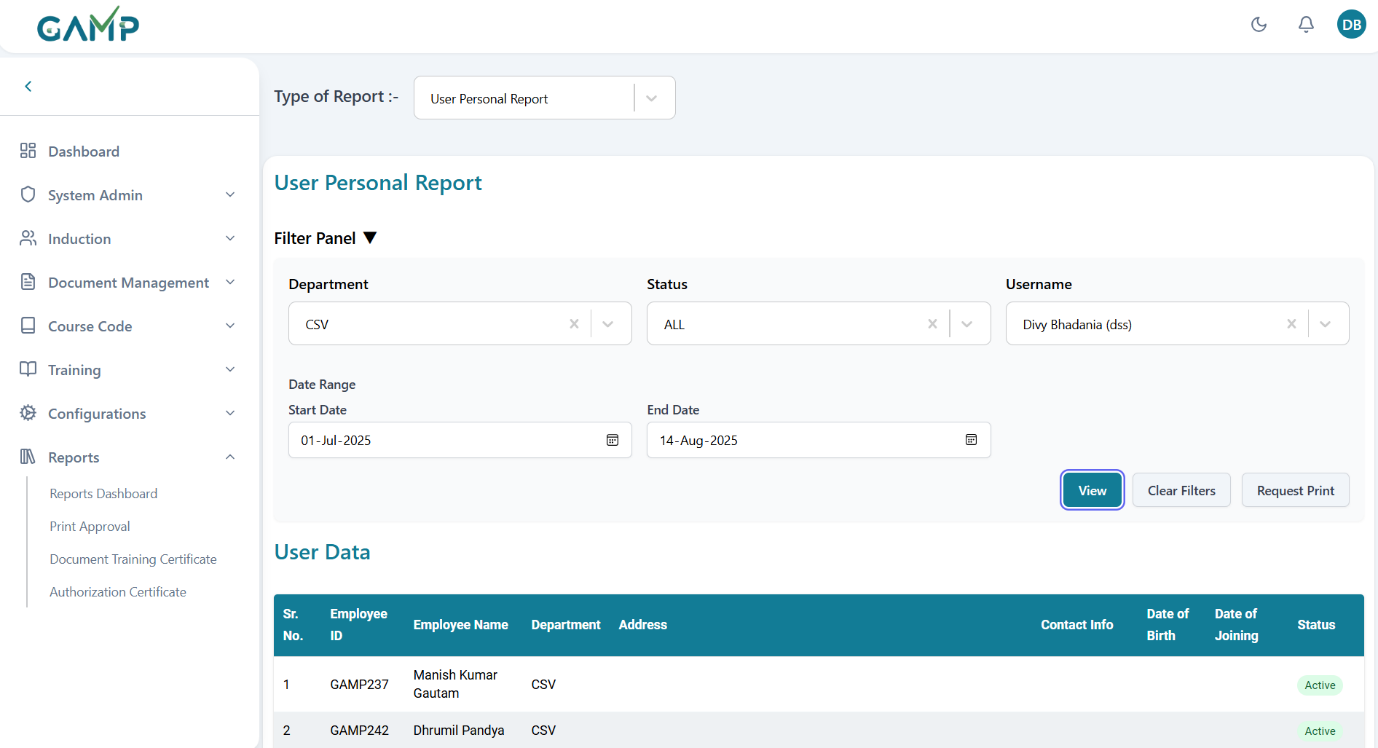 GAMP
DB
Type of Report :-
User Personal Report
Dashboard
System Admin
Induction
Document Management
Course Code
Training
Configurations
Reports
Reports Dashboard
Print Approval
Document Training Certificate
Authorization Certificate
User Personal Report
Filter Panel ▼
Department
Status
Username
CSV
ALL
Divy Bhadania (dss)
Date Range
Start Date
End Date
01-Jul-2025
14-Aug-2025
View
Clear Filters
Request Print
User Data
Sr. No.
Employee ID
Employee Name
Department
Address
Contact Info
Date of Birth
Date of Joining
Status
1 GAMP237 Manish Kumar Gautam CSV Active
2 GAMP242 Dhrumil Pandya CSV Active